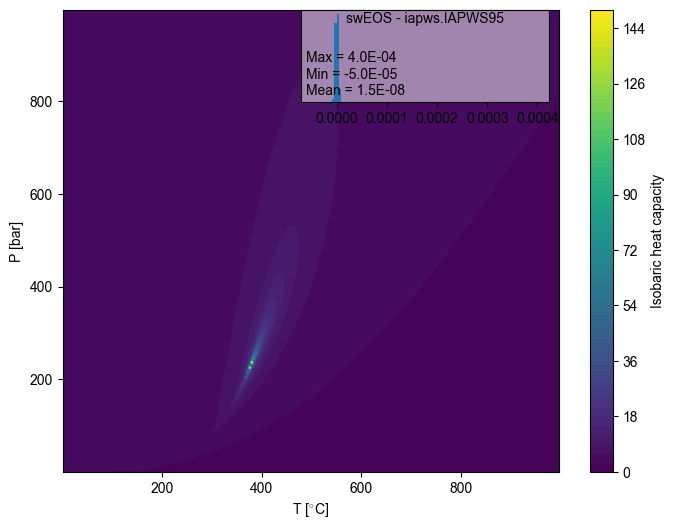 swEOS - iapws.IAPWS95
Max = 4.0E-04
Min = -5.0E-05
Mean = 1.5E-08
0.0000 0.0001 0.0002 0.0003 0.0004
800
600
400
200
P [bar]
200 400 600 800
T [°C]
144
126
108
90
72
54
36
18
0
Isobaric heat capacity